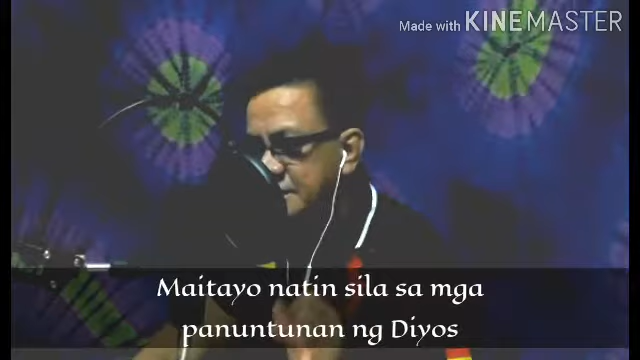 Made with KINEMASTER
Maitayo natin sila sa mga
panuntunan ng Diyos